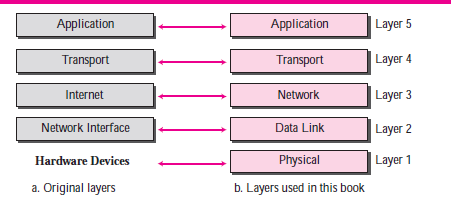 Application Application Layer 5
Transport Transport Layer 4
Internet Network Layer 3
Network Interface Data Link Layer 2
Hardware Devices Physical Layer 1
a. Original layers b. Layers used in this book